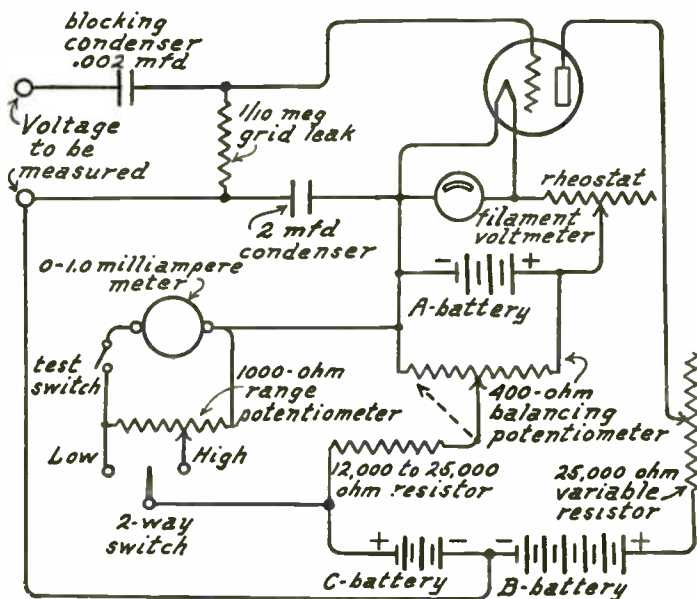 blocking
condenser
.002 mfd
Voltage
to be
measured
1/10 meg
grid leak
2 mfd
condenser
rheostat
filament
voltmeter
0-1.0 milliampere
meter
- +
A-battery
test
switch
1000-ohm
range
potentiometer
400-ohm
balancing
potentiometer
Low
High
12,000 to 25,000
ohm resistor
25,000 ohm
variable
resistor
2-way
switch
+ -
C-battery
- +
B-battery